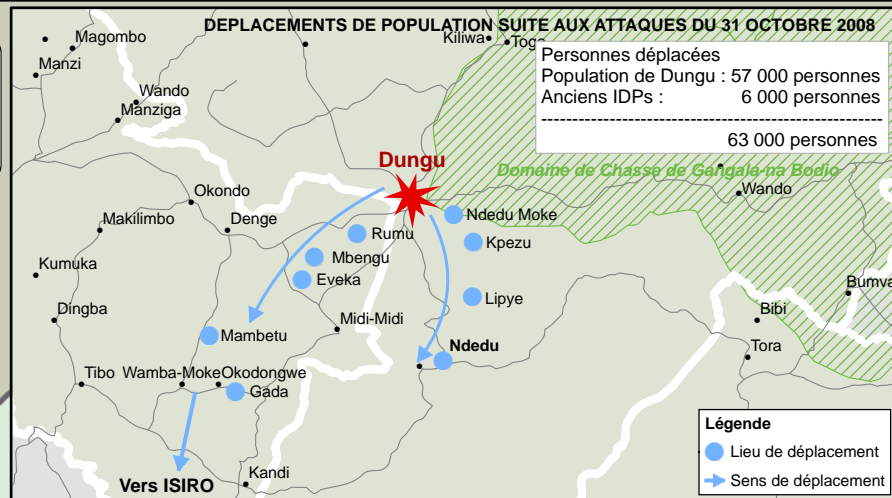 DEPLACEMENTS DE POPULATION SUITE AUX ATTAQUES DU 31 OCTOBRE 2008
Magombo
Kiliwa
Manzi
Personnes déplacées
Population de Dungu : 57 000 personnes
Anciens IDPs : 6 000 personnes
--------------------------------------------------------
63 000 personnes
Wando
Manziga
Dungu
Domaine de Chasse de Gangala-na Bodio
Okondo
Wando
Makilimbo
Denge
Ndedu Moke
Rumu
Kpezu
Mbengu
Kumuka
Eveka
Bumva
Lipye
Dingba
Midi-Midi
Bibi
Mambetu
Ndedu
Tora
Tibo
Wamba-Moke
Okodongwe
Gada
Légende
Lieu de déplacement
Kandi
Vers ISIRO
Sens de déplacement